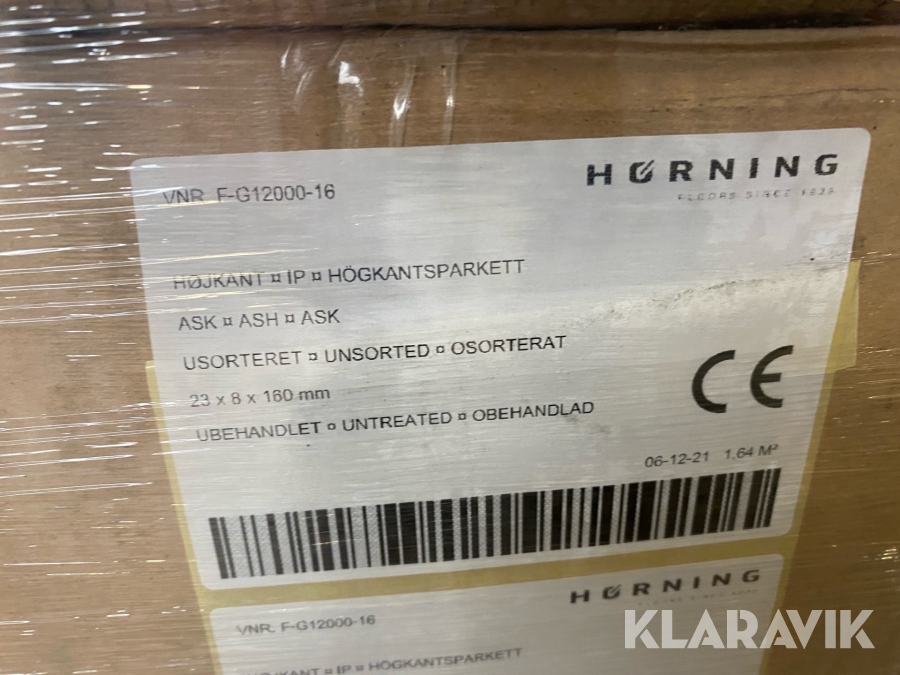 VNR. F-G12000-16
HØRNING
FLOORS SINCE
HØJKANT ¤ IP ¤ HÖGKANTSPARKETT
ASK ¤ ASH ¤ ASK
USORTERET ¤ UNSORTED ¤ OSORTERAT
23 x 8 x 160 mm
UBEHANDLET ¤ UNTREATED ¤ OBEHANDLAD
CE
06-12-21 1,64 M²
HØRNING
VNR. F-G12000-16
HØJKANT ¤ IP ¤ HÖGKANTSPARKETT
KLARAVIK